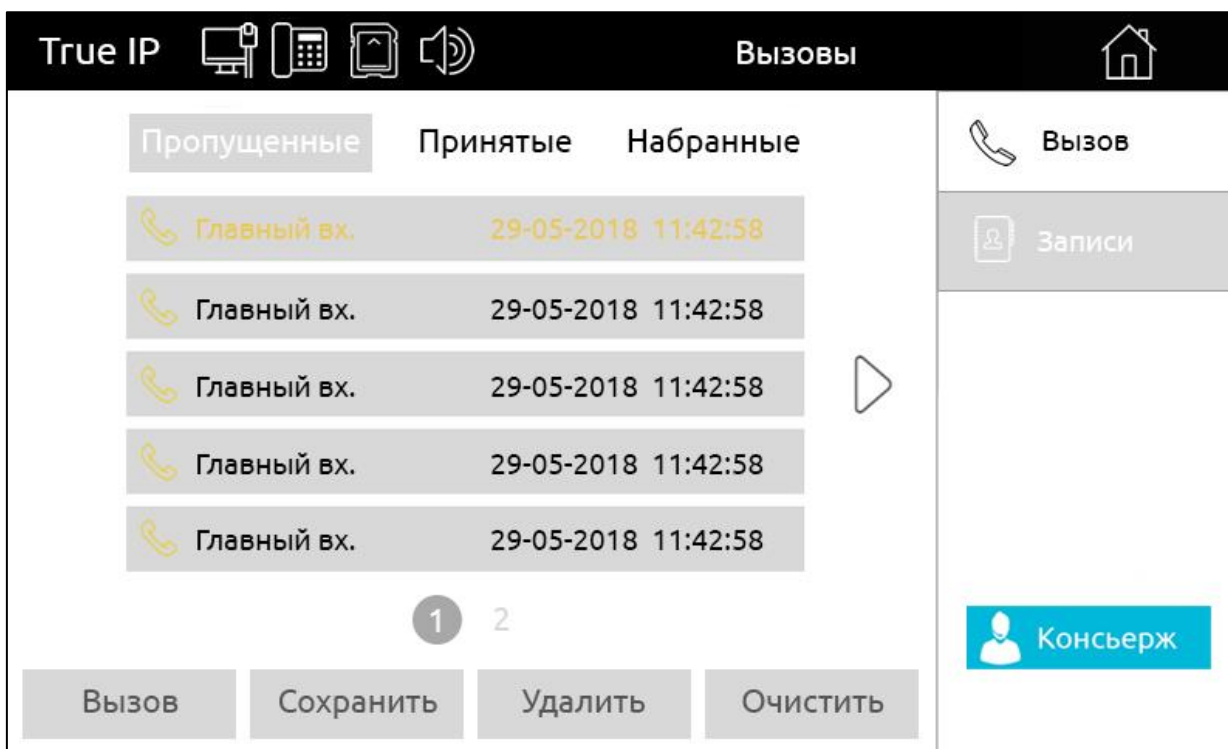 True IP Вызовы
Пропущенные Принятые Набранные
Вызов
Главный вх. 29-05-2018 11:42:58
Записи
Главный вх. 29-05-2018 11:42:58
Главный вх. 29-05-2018 11:42:58
Главный вх. 29-05-2018 11:42:58
Главный вх. 29-05-2018 11:42:58
1 2
Консьерж
Вызов Сохранить Удалить Очистить